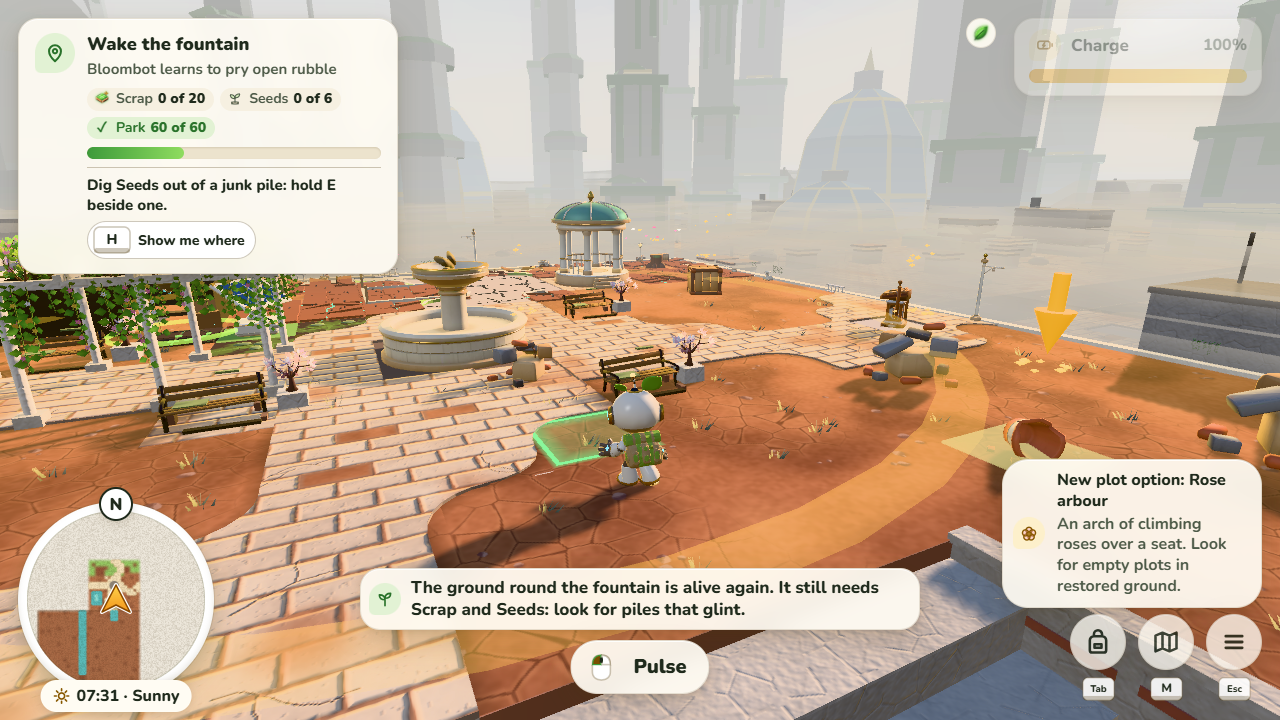 Wake the fountain
Bloombot learns to pry open rubble
Scrap 0 of 20 Seeds 0 of 6
Park 60 of 60
Dig Seeds out of a junk pile: hold E
beside one.
H Show me where
Charge 100%
New plot option: Rose
arbour
An arch of climbing
roses over a seat. Look
for empty plots in
restored ground.
N
The ground round the fountain is alive again. It still needs
Scrap and Seeds: look for piles that glint.
Pulse
07:31 · Sunny
Tab M Esc